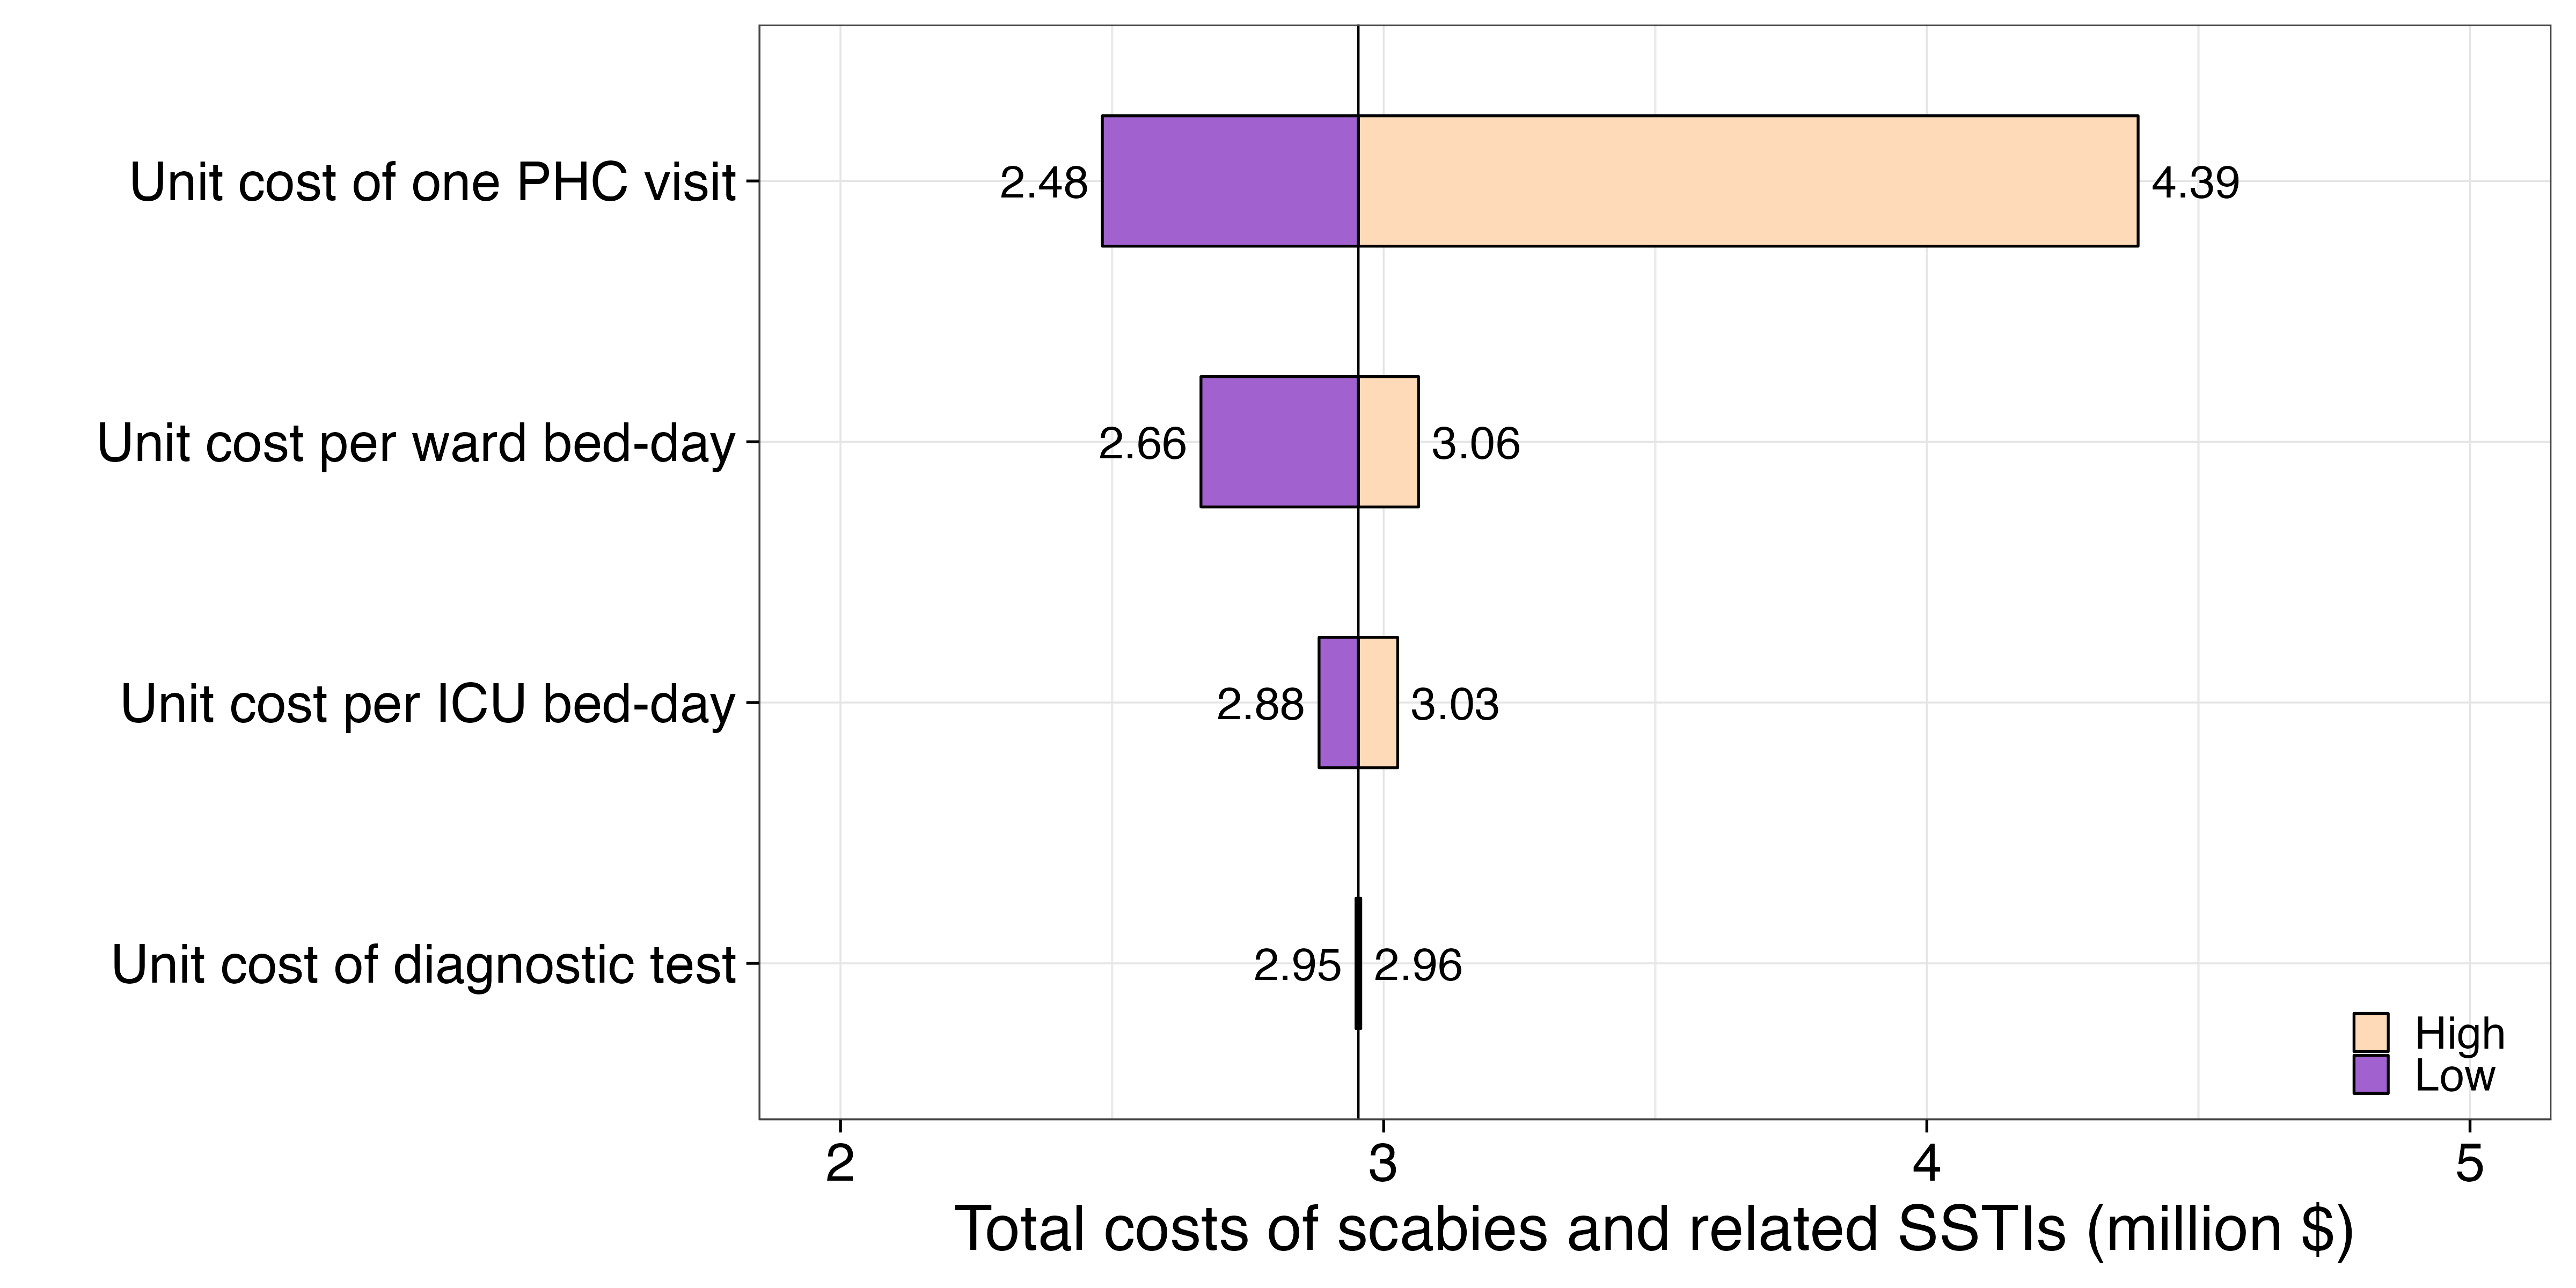 Unit cost of one PHC visit
2.48
4.39
Unit cost per ward bed-day
2.66
3.06
Unit cost per ICU bed-day
2.88
3.03
Unit cost of diagnostic test
2.95
2.96
High
Low
2 3 4 5
Total costs of scabies and related SSTIs (million $)